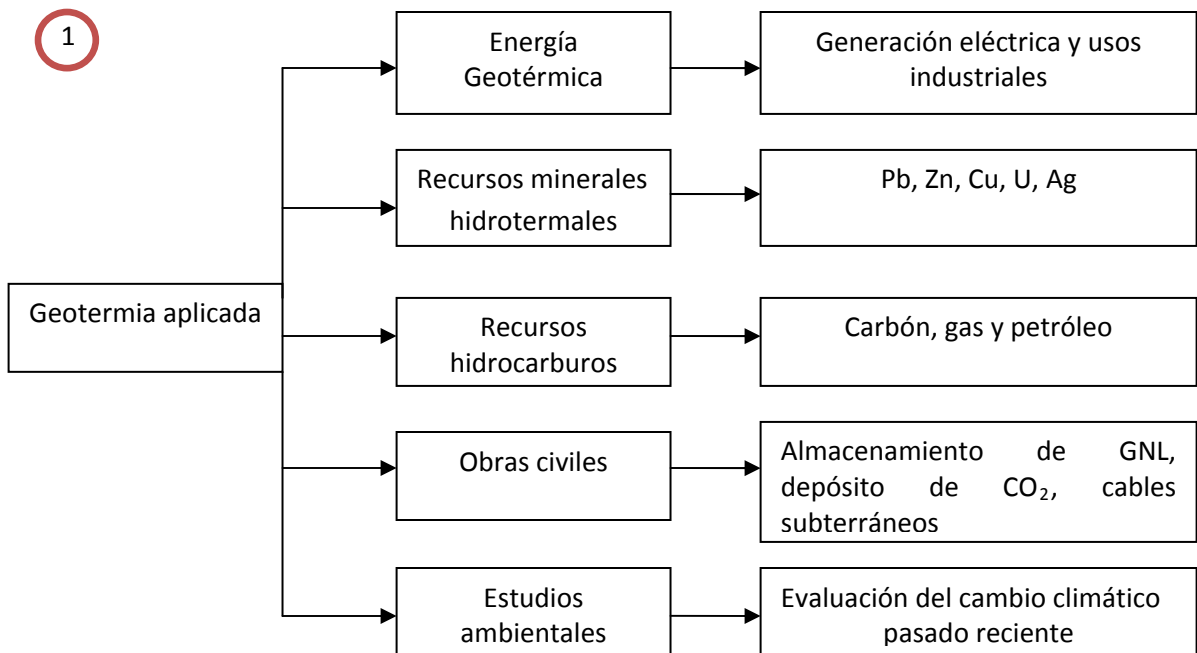 1
Energía
Geotérmica
Generación eléctrica y usos
industriales
Recursos minerales
hidrotermales
Pb, Zn, Cu, U, Ag
Geotermia aplicada
Recursos
hidrocarburos
Carbón, gas y petróleo
Obras civiles
Almacenamiento de GNL,
depósito de CO₂, cables
subterráneos
Estudios
ambientales
Evaluación del cambio climático
pasado reciente